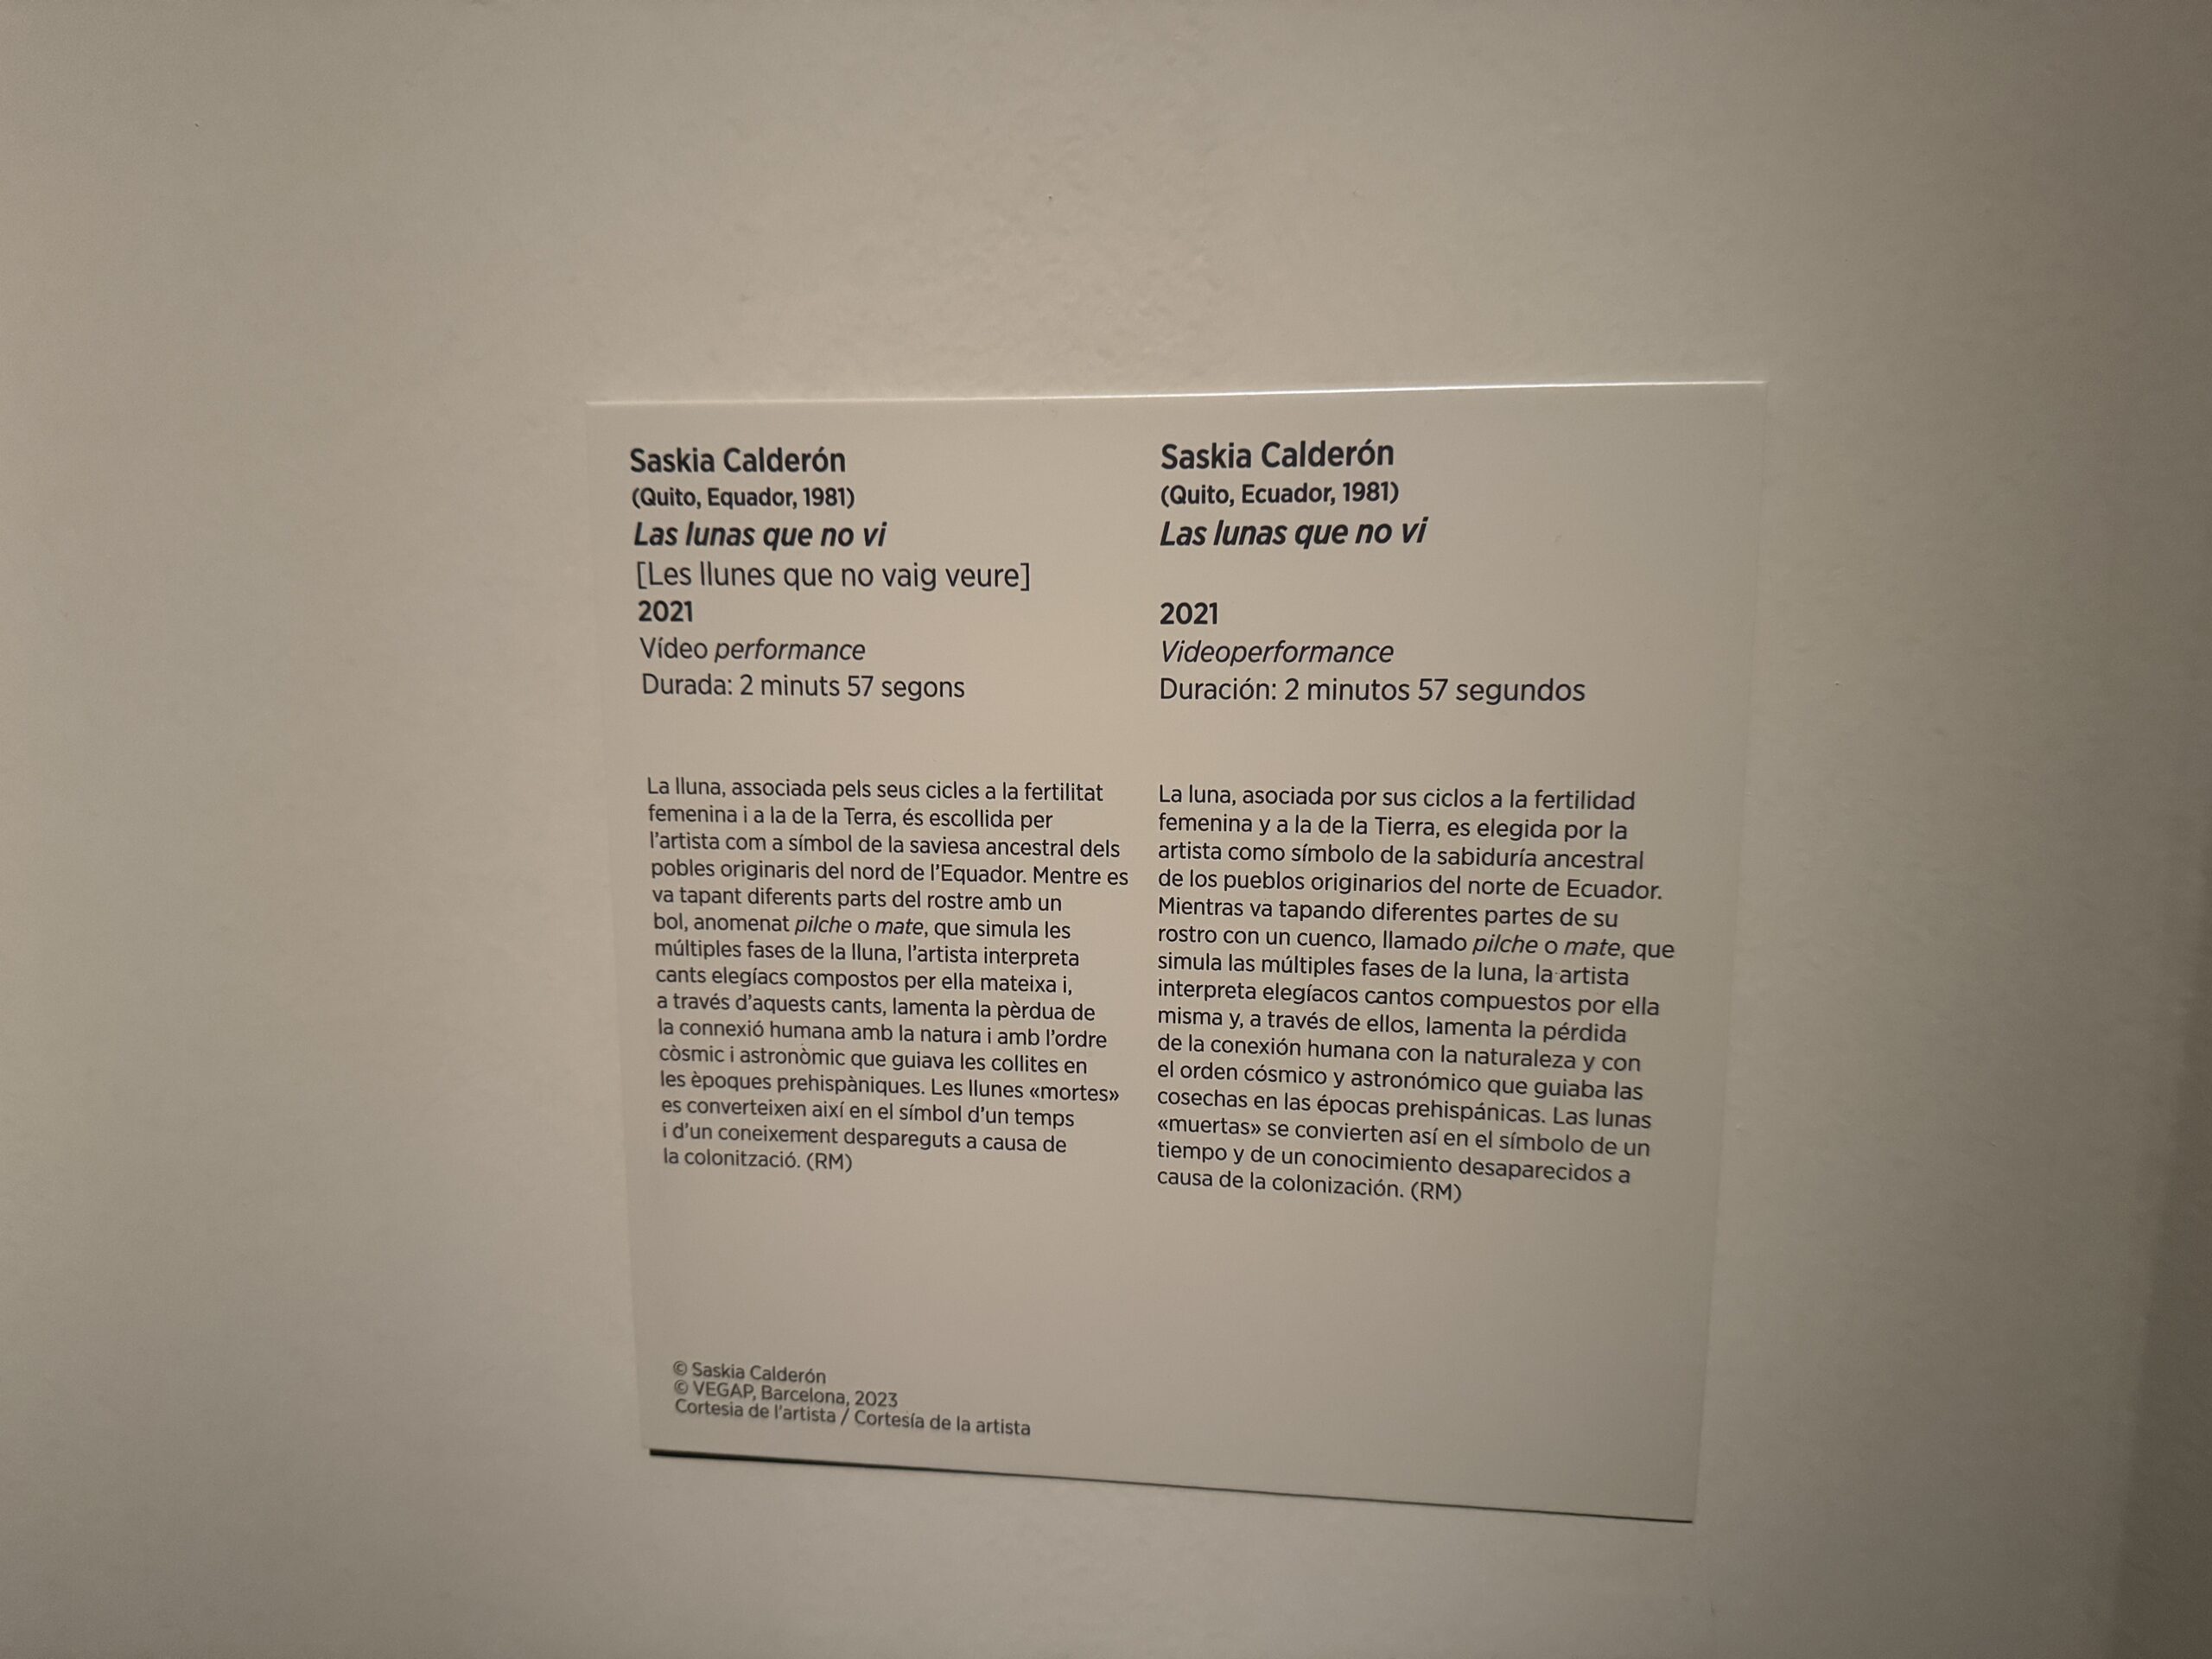 Saskia Calderón
(Quito, Equador, 1981)
Las lunas que no vi
[Les llunes que no vaig veure]
2021
Vídeo performance
Durada: 2 minuts 57 segons
La lluna, associada pels seus cicles a la fertilitat
femenina i a la de la Terra, és escollida per
l'artista com a símbol de la saviesa ancestral dels
pobles originaris del nord de l'Equador. Mentre es
va tapant diferents parts del rostre amb un
bol, anomenat pilche o mate, que simula les
múltiples fases de la lluna, l'artista interpreta
cants elegíacs compostos per ella mateixa i,
a través d'aquests cants, lamenta la pèrdua de
la connexió humana amb la natura i amb l'ordre
còsmic i astronòmic que guiava les collites en
les èpoques prehispàniques. Les llunes «mortes»
es converteixen així en el símbol d'un temps
i d'un coneixement despareguts a causa de
la colonització. (RM)
Saskia Calderón
(Quito, Ecuador, 1981)
Las lunas que no vi
2021
Videoperformance
Duración: 2 minutos 57 segundos
La luna, asociada por sus ciclos a la fertilidad
femenina y a la de la Tierra, es elegida por la
artista como símbolo de la sabiduría ancestral
de los pueblos originarios del norte de Ecuador.
Mientras va tapando diferentes partes de su
rostro con un cuenco, llamado pilche o mate, que
simula las múltiples fases de la luna, la artista
interpreta elegíacos cantos compuestos por ella
misma y, a través de ellos, lamenta la pérdida
de la conexión humana con la naturaleza y con
el orden cósmico y astronómico que guiaba las
cosechas en las épocas prehispánicas. Las lunas
«muertas» se convierten así en el símbolo de un
tiempo y de un conocimiento desaparecidos a
causa de la colonización. (RM)
© Saskia Calderón
© VEGAP, Barcelona, 2023
Cortesia de l'artista / Cortesía de la artista